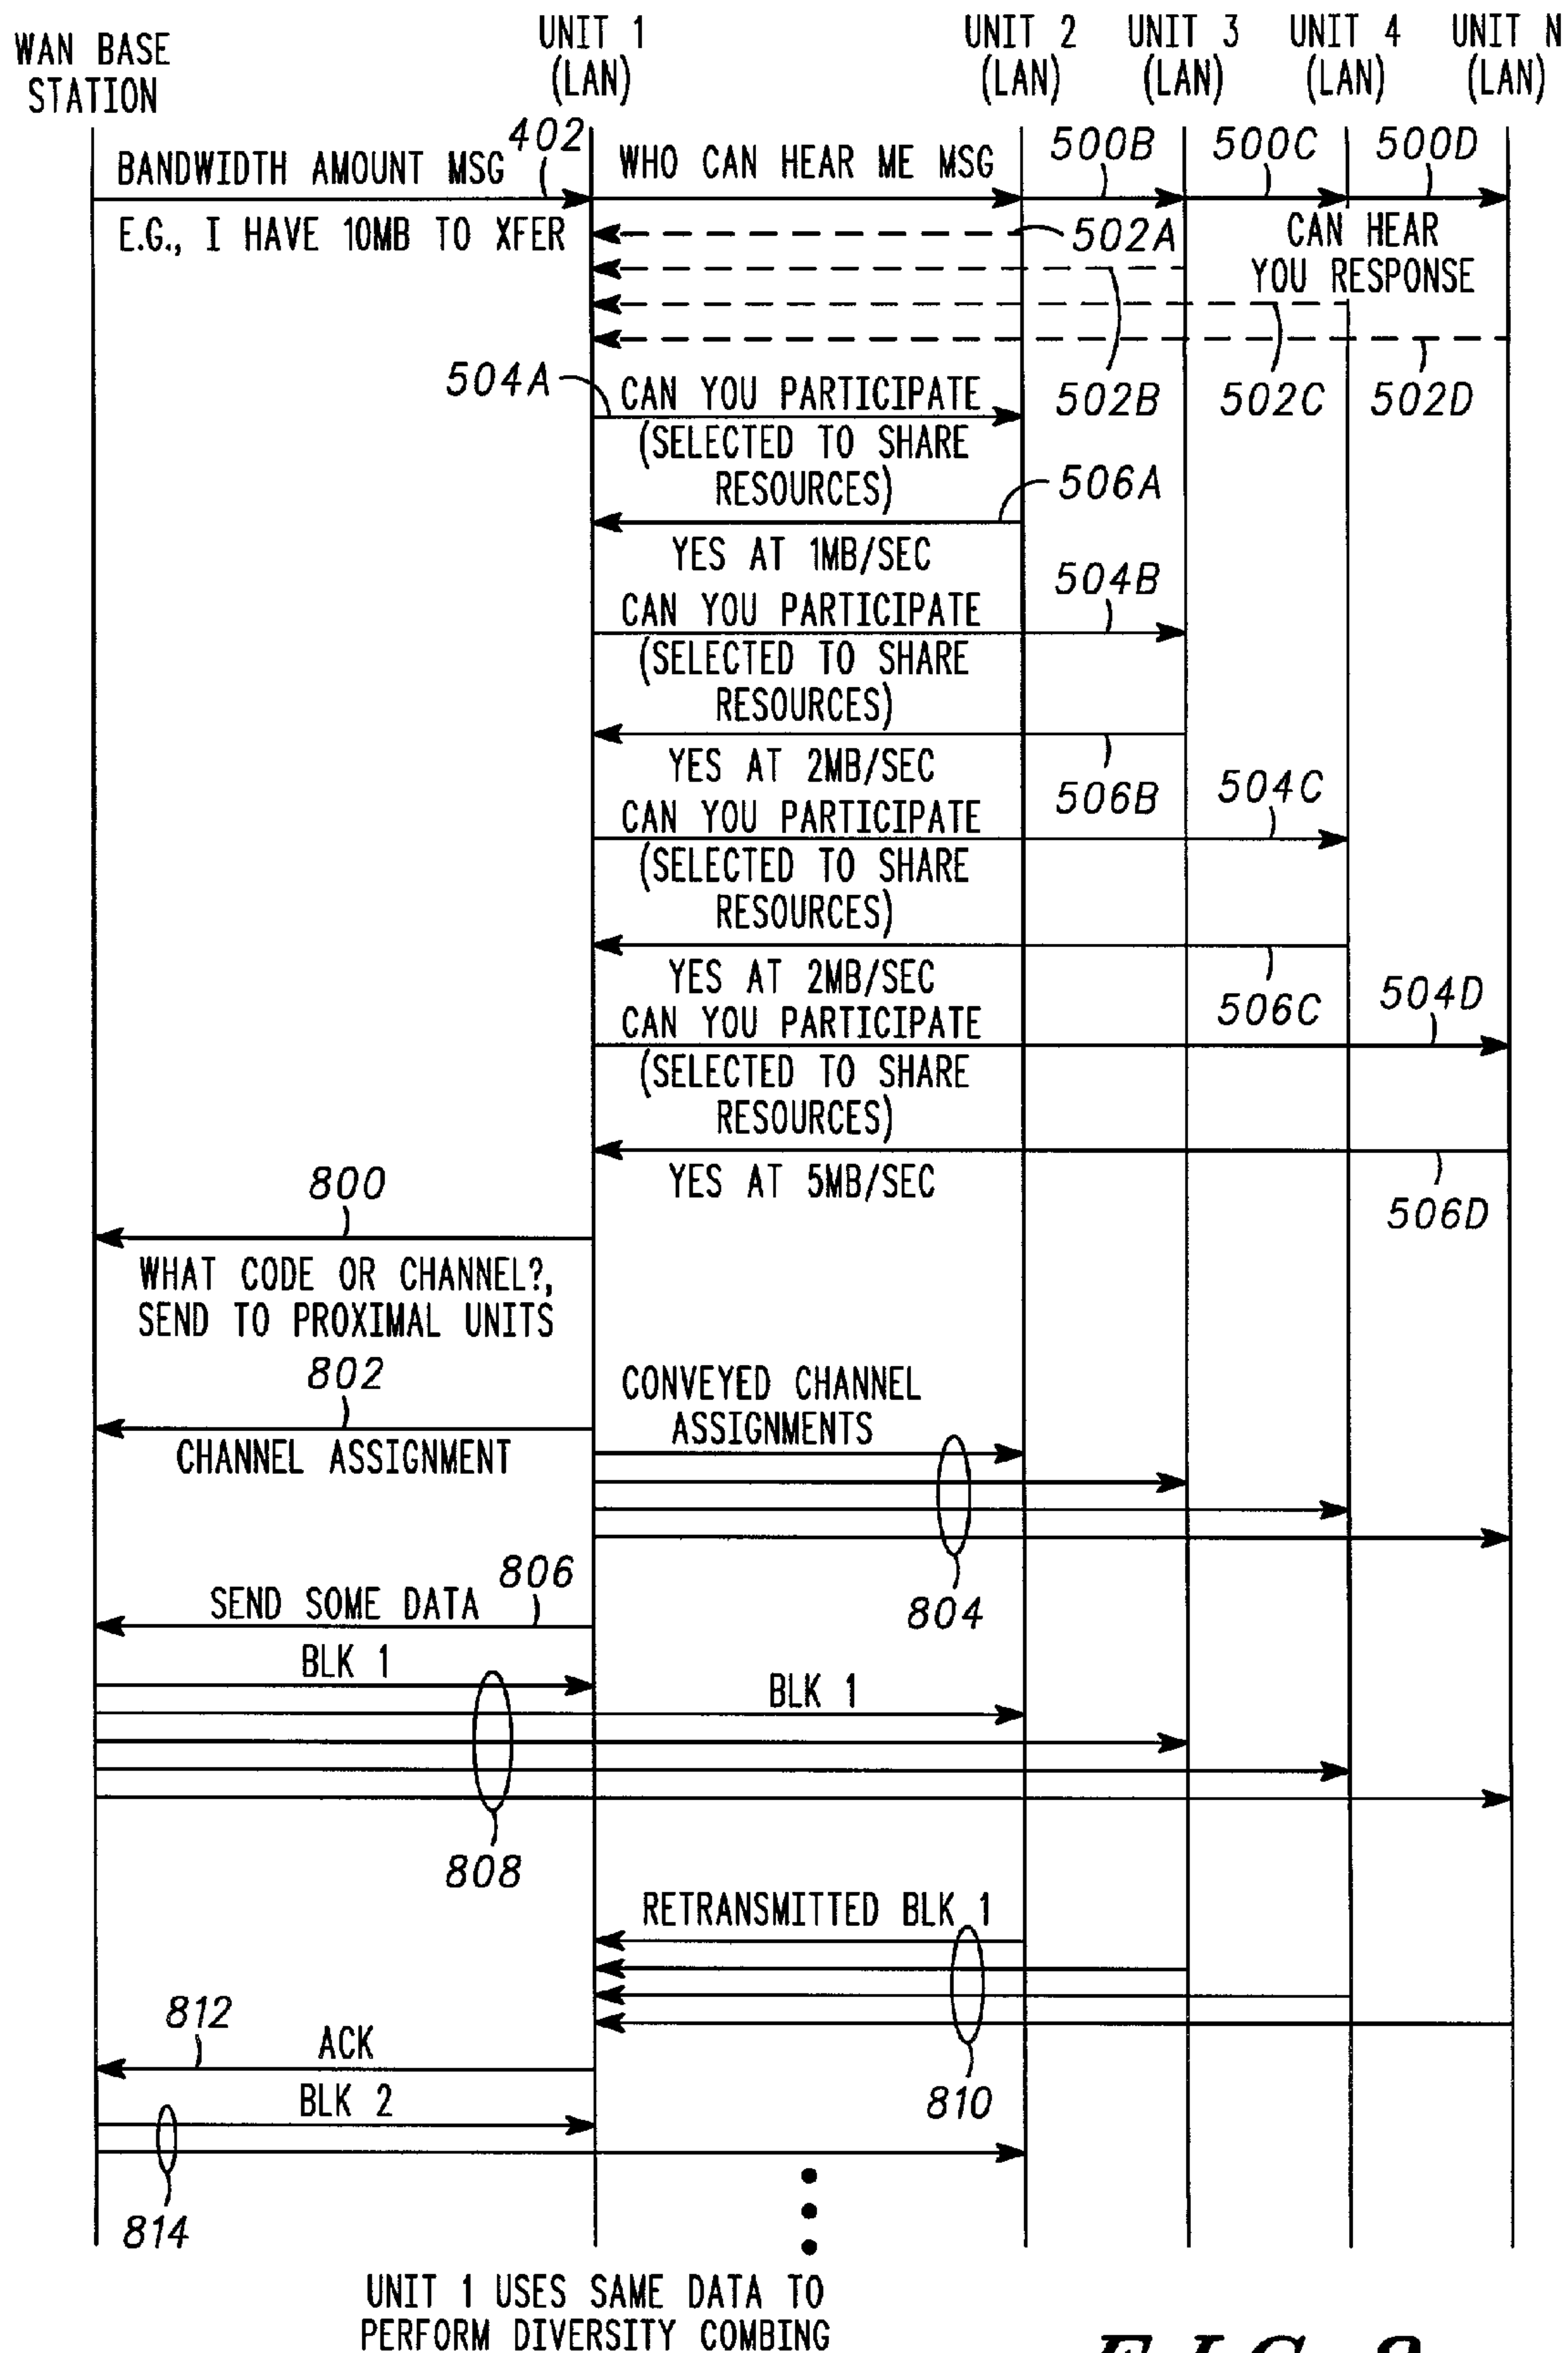 WAN BASE
STATION
UNIT 1
(LAN)
UNIT 2
(LAN)
UNIT 3
(LAN)
UNIT 4
(LAN)
UNIT N
(LAN)
BANDWIDTH AMOUNT MSG
402
WHO CAN HEAR ME MSG
500B
500C
500D
E.G., I HAVE 10MB TO XFER
502A
CAN HEAR
YOU RESPONSE
504A
CAN YOU PARTICIPATE
502B
502C
502D
(SELECTED TO SHARE
RESOURCES)
506A
YES AT 1MB/SEC
504B
CAN YOU PARTICIPATE
(SELECTED TO SHARE
RESOURCES)
YES AT 2MB/SEC
506B
504C
CAN YOU PARTICIPATE
(SELECTED TO SHARE
RESOURCES)
YES AT 2MB/SEC
506C
504D
CAN YOU PARTICIPATE
(SELECTED TO SHARE
RESOURCES)
YES AT 5MB/SEC
506D
800
WHAT CODE OR CHANNEL?,
SEND TO PROXIMAL UNITS
802
CHANNEL ASSIGNMENT
CONVEYED CHANNEL
ASSIGNMENTS
804
806
SEND SOME DATA
BLK 1
BLK 1
808
RETRANSMITTED BLK 1
810
812
ACK
BLK 2
814
UNIT 1 USES SAME DATA TO
PERFORM DIVERSITY COMBING